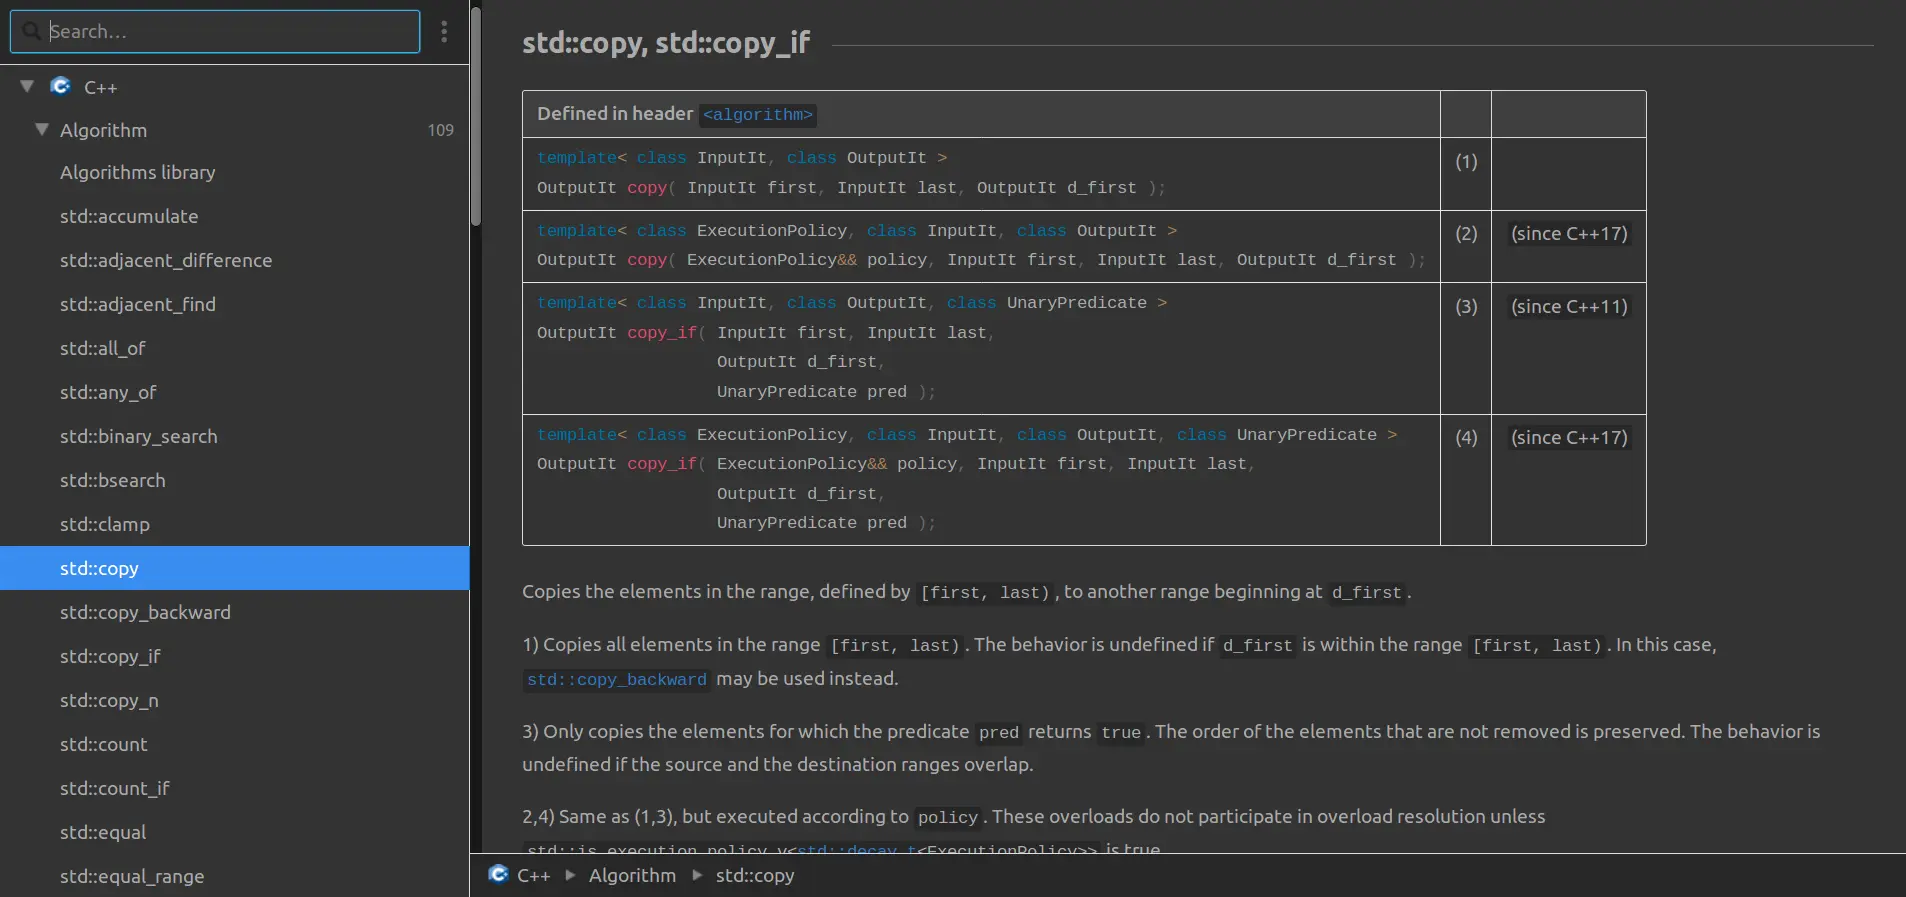 Search…
C++
Algorithm 109
Algorithms library
std::accumulate
std::adjacent_difference
std::adjacent_find
std::all_of
std::any_of
std::binary_search
std::bsearch
std::clamp
std::copy
std::copy_backward
std::copy_if
std::copy_n
std::count
std::count_if
std::equal
std::equal_range
std::copy, std::copy_if
Defined in header <algorithm>
template< class InputIt, class OutputIt >
OutputIt copy( InputIt first, InputIt last, OutputIt d_first );
(1)
template< class ExecutionPolicy, class InputIt, class OutputIt >
OutputIt copy( ExecutionPolicy&& policy, InputIt first, InputIt last, OutputIt d_first );
(2) (since C++17)
template< class InputIt, class OutputIt, class UnaryPredicate >
OutputIt copy_if( InputIt first, InputIt last,
OutputIt d_first,
UnaryPredicate pred );
(3) (since C++11)
template< class ExecutionPolicy, class InputIt, class OutputIt, class UnaryPredicate >
OutputIt copy_if( ExecutionPolicy&& policy, InputIt first, InputIt last,
OutputIt d_first,
UnaryPredicate pred );
(4) (since C++17)
Copies the elements in the range, defined by [first, last), to another range beginning at d_first.
1) Copies all elements in the range [first, last). The behavior is undefined if d_first is within the range [first, last). In this case,
std::copy_backward may be used instead.
3) Only copies the elements for which the predicate pred returns true. The order of the elements that are not removed is preserved. The behavior is
undefined if the source and the destination ranges overlap.
2,4) Same as (1,3), but executed according to policy. These overloads do not participate in overload resolution unless
std::is_execution_policy_v<std::decay_t<ExecutionPolicy>> is true
C++ ▶ Algorithm ▶ std::copy